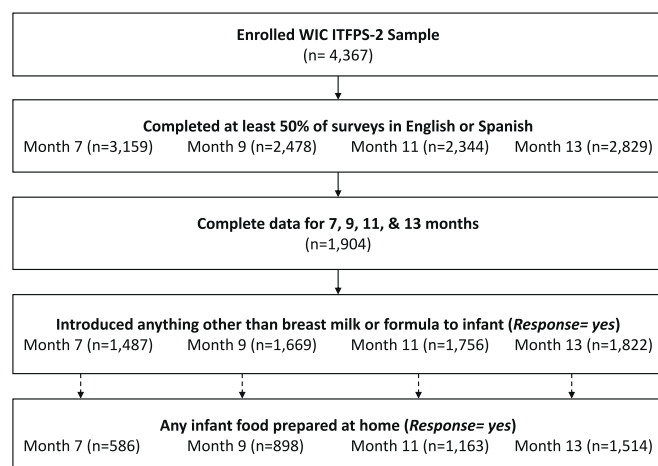 Enrolled WIC ITFPS-2 Sample
(n= 4,367)
Completed at least 50% of surveys in English or Spanish
Month 7 (n=3,159) Month 9 (n=2,478) Month 11 (n=2,344) Month 13 (n=2,829)
Complete data for 7, 9, 11, & 13 months
(n=1,904)
Introduced anything other than breast milk or formula to infant (Response= yes)
Month 7 (n=1,487) Month 9 (n=1,669) Month 11 (n=1,756) Month 13 (n=1,822)
Any infant food prepared at home (Response= yes)
Month 7 (n=586) Month 9 (n=898) Month 11 (n=1,163) Month 13 (n=1,514)